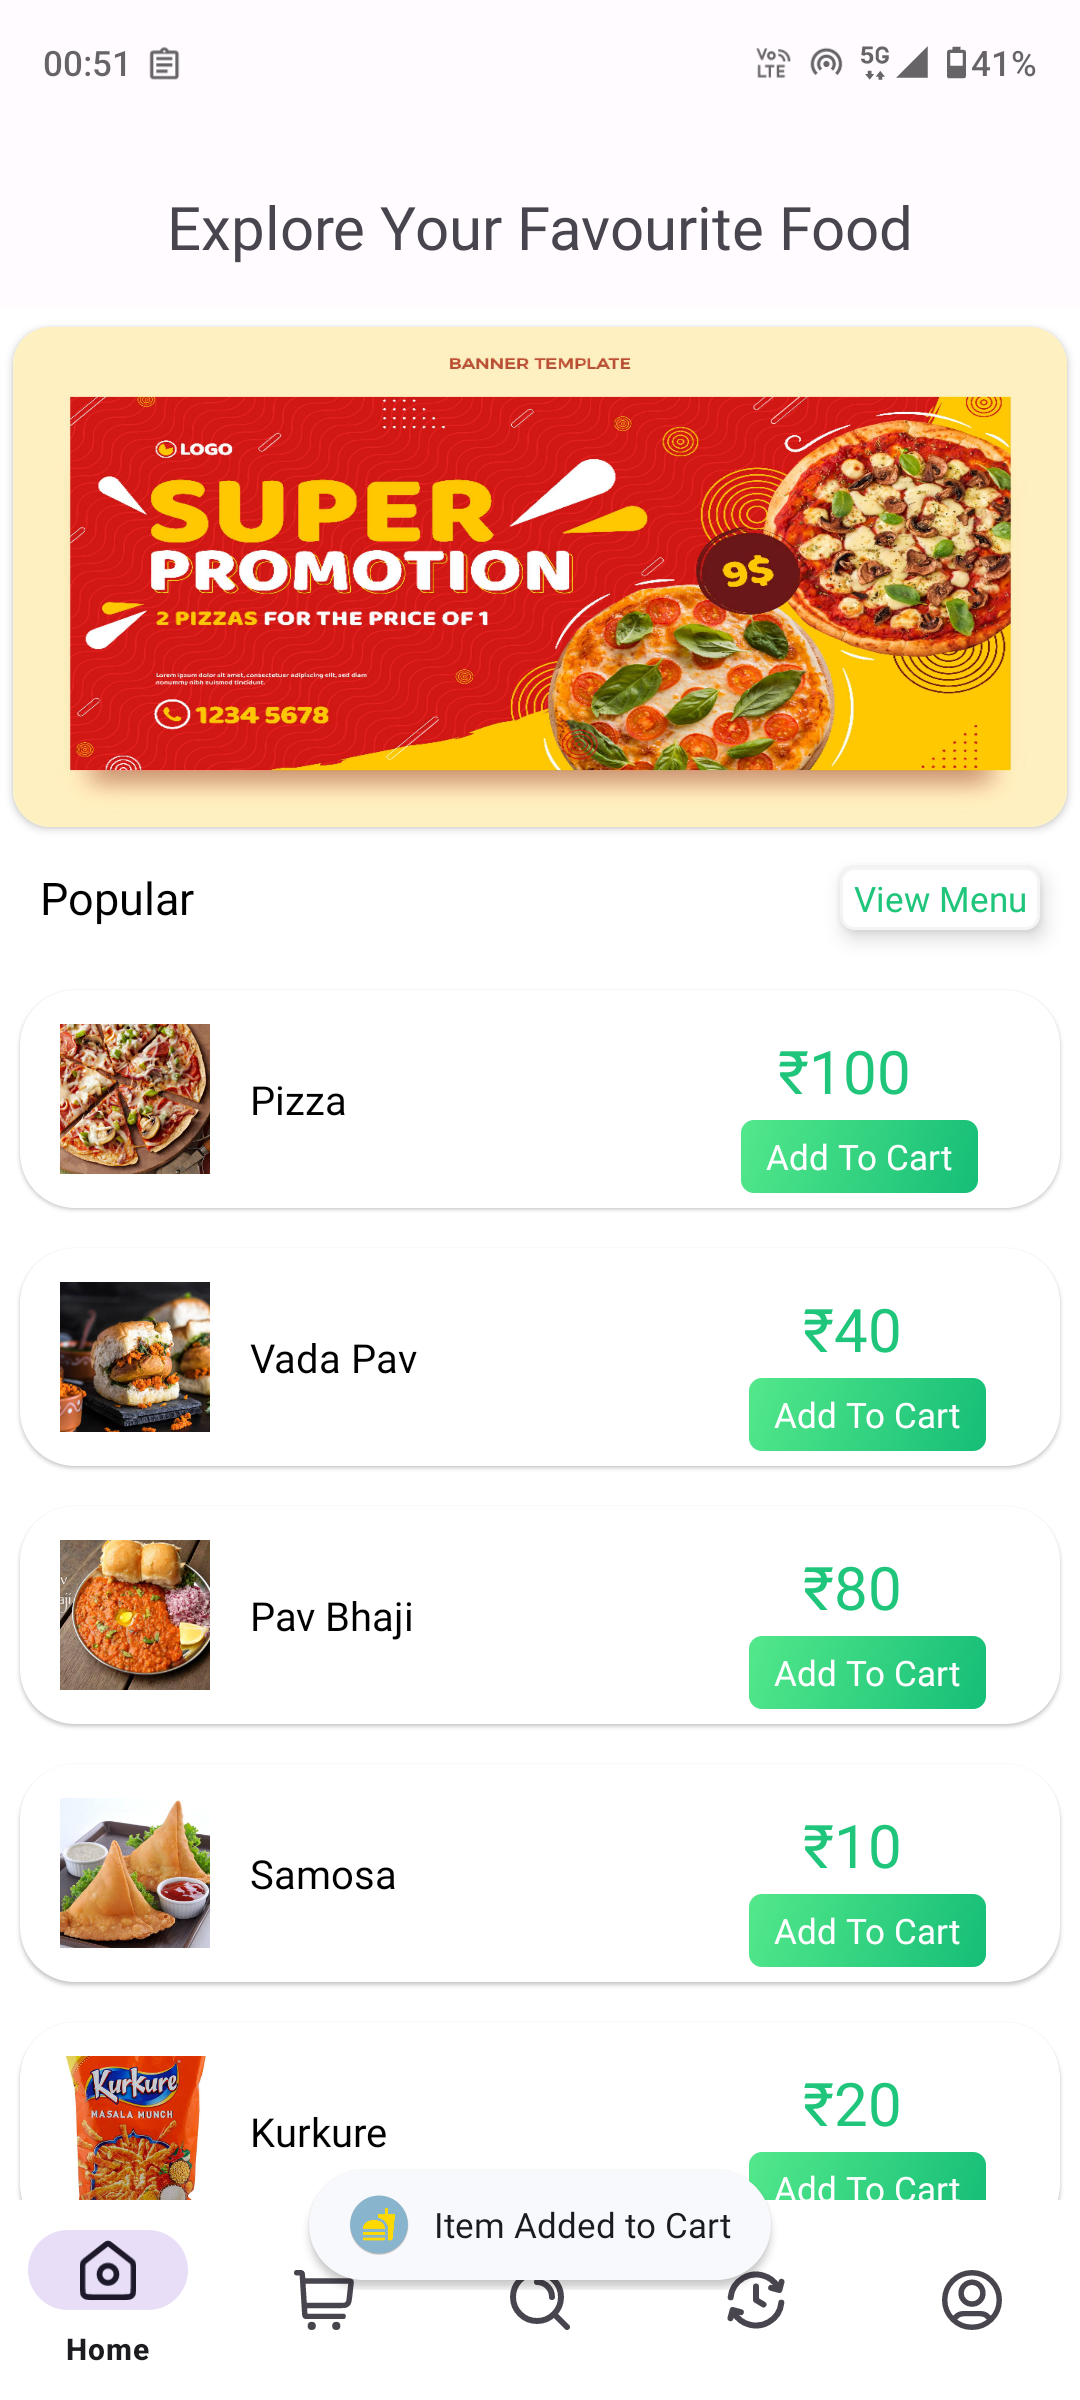 00:51
Vo LTE 5G 41%
Explore Your Favourite Food
BANNER TEMPLATE
LOGO
SUPER
PROMOTION
2 PIZZAS FOR THE PRICE OF 1
9$
Lorem ipsum dolor sit amet, consectetuer adipiscing elit, sed diam
nonummy nibh euismod tincidunt.
1234 5678
Popular
View Menu
Pizza
₹100
Add To Cart
Vada Pav
₹40
Add To Cart
Pav Bhaji
₹80
Add To Cart
Samosa
₹10
Add To Cart
Kurkure
MASALA MUNCH
Kurkure
₹20
Add To Cart
Item Added to Cart
Home